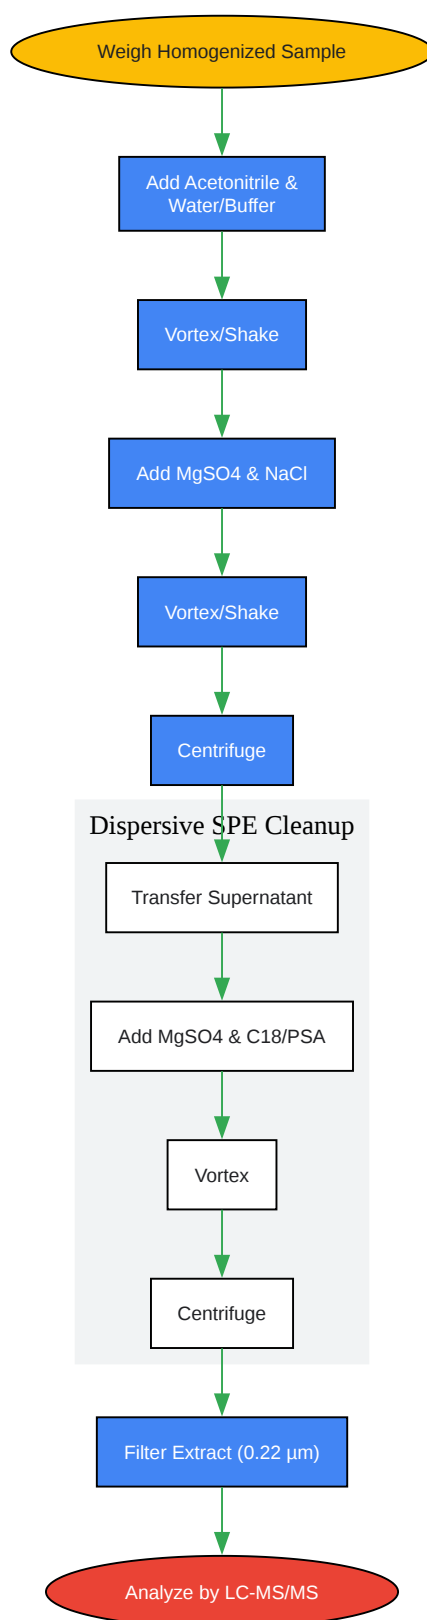 Weigh Homogenized Sample
Add Acetonitrile &
Water/Buffer
Vortex/Shake
Add MgSO4 & NaCl
Vortex/Shake
Centrifuge
Dispersive SPE Cleanup
Transfer Supernatant
Add MgSO4 & C18/PSA
Vortex
Centrifuge
Filter Extract (0.22 µm)
Analyze by LC-MS/MS